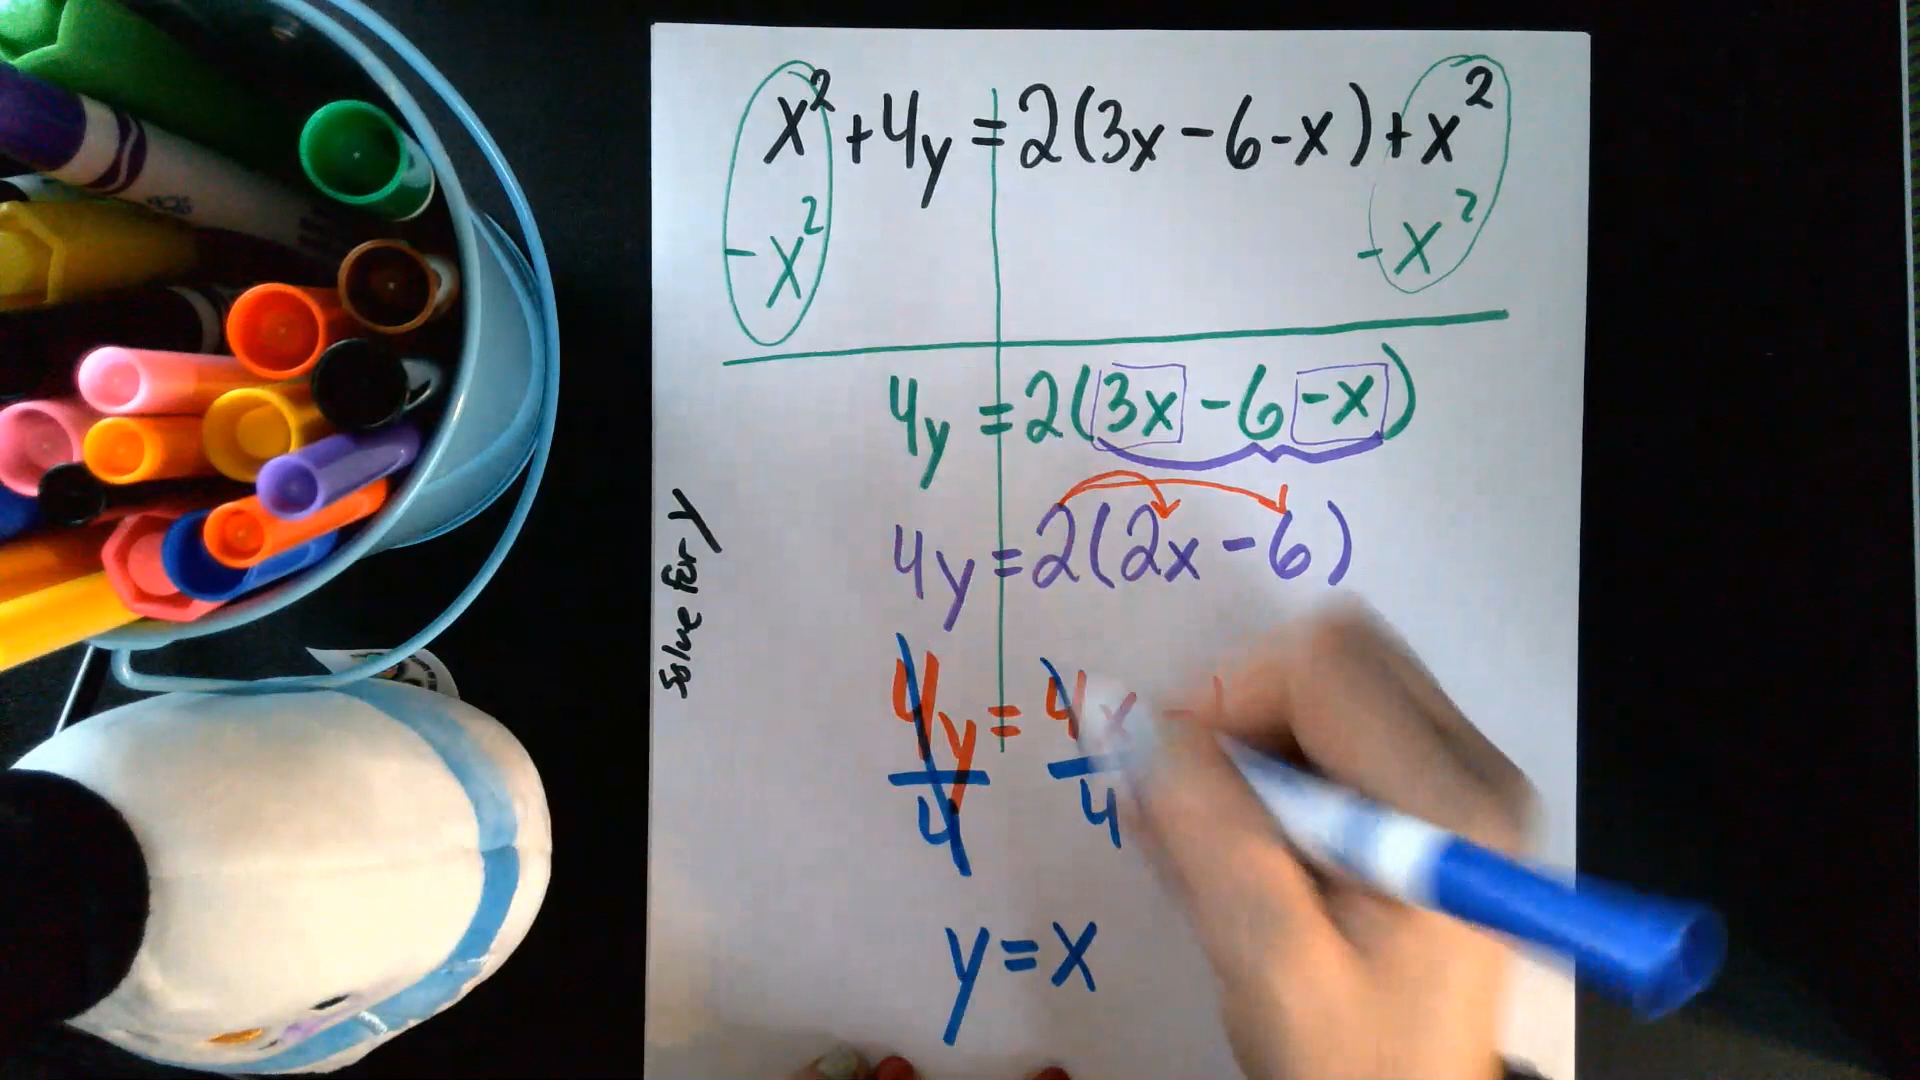 x² + 4y = 2(3x - 6 - x) + x²
- x² - x²
4y = 2(3x - 6 - x)
4y = 2(2x - 6)
4y = 4x -
4 4
y = x
Solve for y